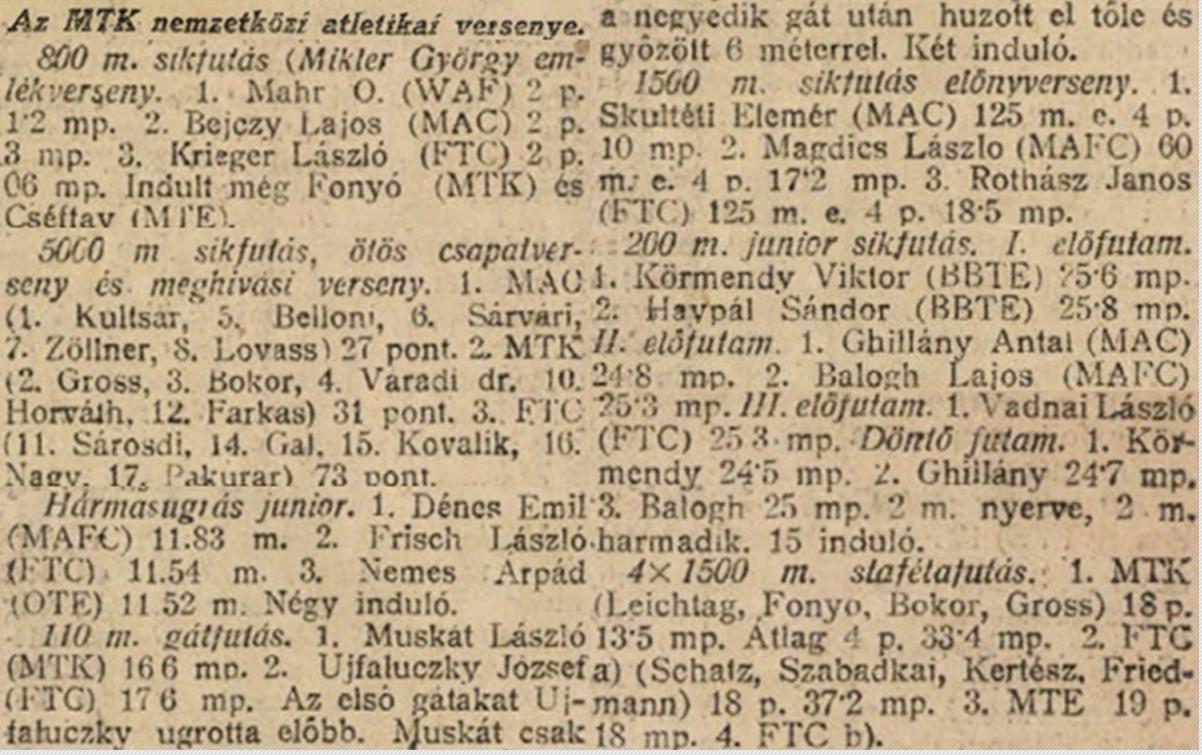 Az MTK nemzetközi atletikai versenye.
800 m. sikfutás (Mikler György em-
lékverseny. 1. Mahr O. (WAF) 2 p.
1·2 mp. 2. Bejczy Lajos (MAC) 2 p.
3 mp. 3. Krieger László (FTC) 2 p.
06 mp. Indult még Fonyó (MTK) és
Cséffay (MTE).
5000 m sikfutás, ötös csapatver-
seny és meghivási verseny. 1. MAC
(1. Kultsár, 5. Belloni, 6. Sárvári,
7. Zöllner, 8. Lovass) 27 pont. 2. MTK
(2. Gross, 3. Bokor, 4. Váradi dr. 10.
Horváth, 12. Farkas) 31 pont. 3. FTC
(11. Sárosdi, 14. Gal, 15. Kovalik, 16.
Nagy, 17. Pakurar) 73 pont.
Hármasugrás junior. 1. Dénes Emil
(MAFC) 11.83 m. 2. Frisch László
(FTC) 11.54 m. 3. Nemes Árpád
(OTE) 11 52 m. Négy induló.
110 m. gátfutás. 1. Muskát László
(MTK) 16 6 mp. 2. Ujfaluczky József
(FTC) 17 6 mp. Az első gátakat Uj-
faluczky ugrotta előbb. Muskát csak
a negyedik gát után huzott el tőle és
győzött 6 méterrel. Két induló.
1500 m. sikfutás előnyverseny. 1.
Skultéti Elemér (MAC) 125 m. e. 4 p.
10 mp. 2. Magdics Lászlo (MAFC) 60
m. e. 4 p. 17·2 mp. 3. Rothász Janos
(FTC) 125 m. e. 4 p. 18·5 mp.
200 m. junior sikfutás. I. előfutam.
1. Körmendy Viktor (BBTE) 25·6 mp.
2. Haypál Sándor (BBTE) 25·8 mp.
II. előfutam. 1. Ghillány Antal (MAC)
24·8 mp. 2. Balogh Lajos (MAFC)
25·3 mp. III. előfutam. 1. Vadnai László
(FTC) 25 3 mp. Döntő futam. 1. Kör-
mendy 24·5 mp. 2. Ghillány 24·7 mp.
3. Balogh 25 mp. 2 m. nyerve, 2 m.
harmadik. 15 induló.
4×1500 m. stafétafutás. 1. MTK
(Leichtag, Fonyo, Bokor, Gross) 18 p.
13·5 mp. Átlag 4 p. 33·4 mp. 2. FTC
a) (Schatz, Szabadkai, Kertész, Fried-
mann) 18 p. 37·2 mp. 3. MTE 19 p.
18 mp. 4. FTC b).